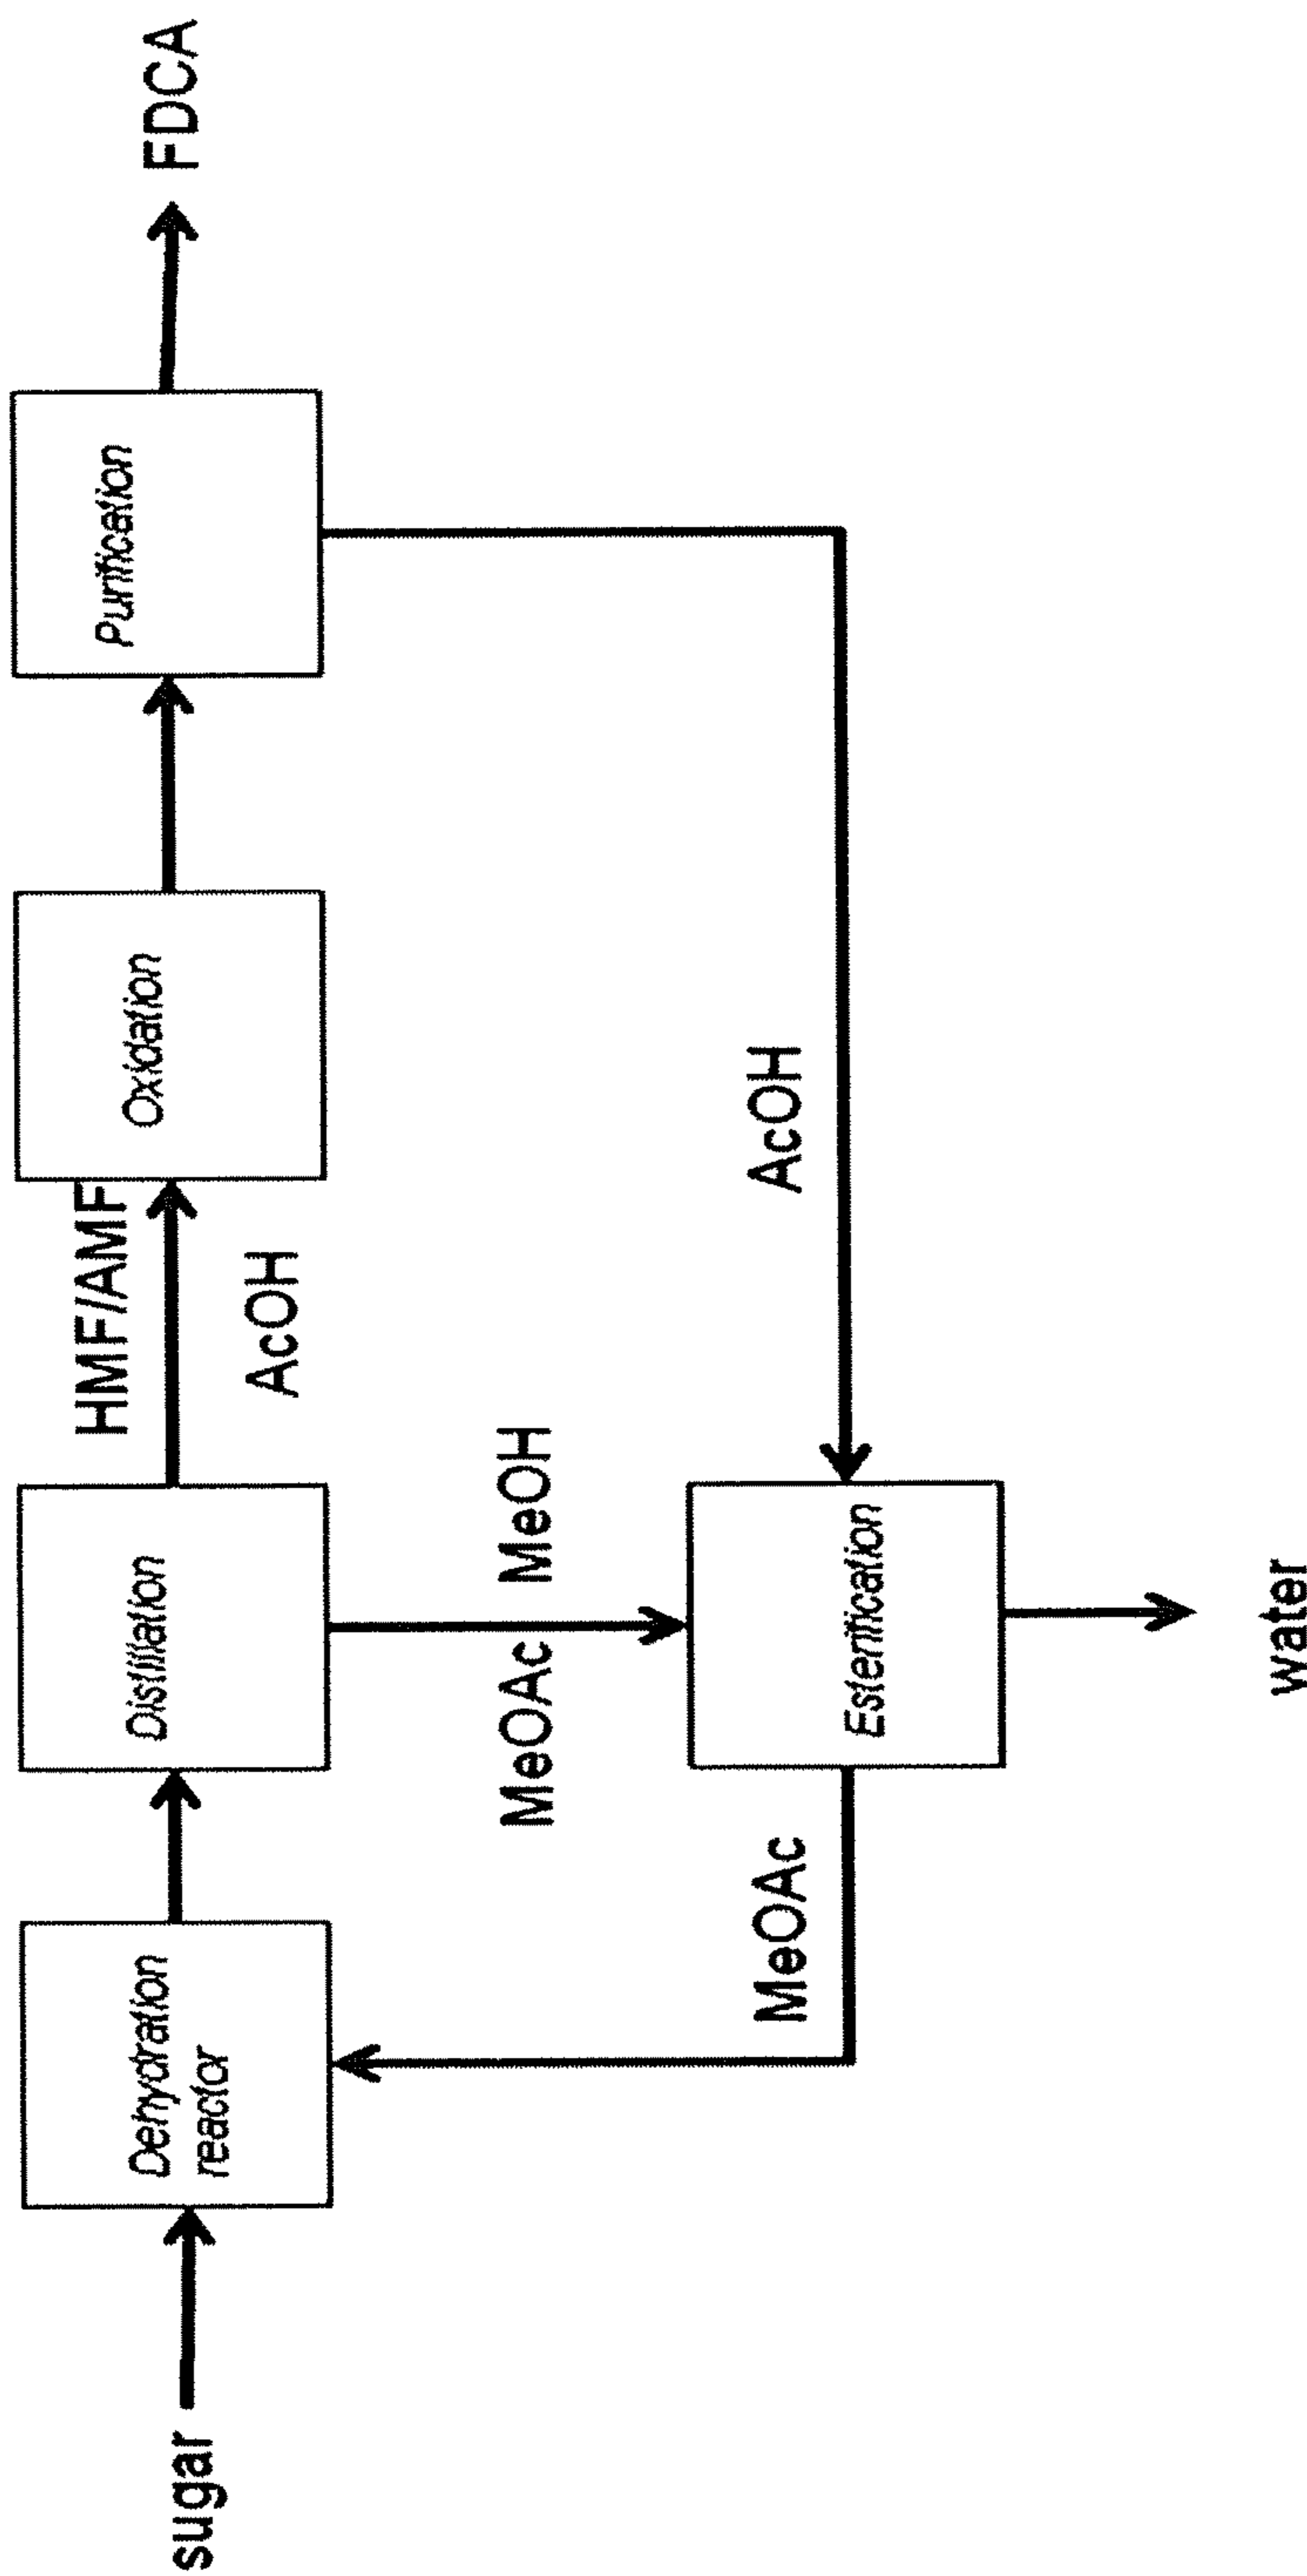 sugar
Dehydration
reactor
Distillation
HMF/AMF
AcOH
Oxidation
Purification
FDCA
MeOAc MeOH
MeOAc
Esterification
AcOH
water